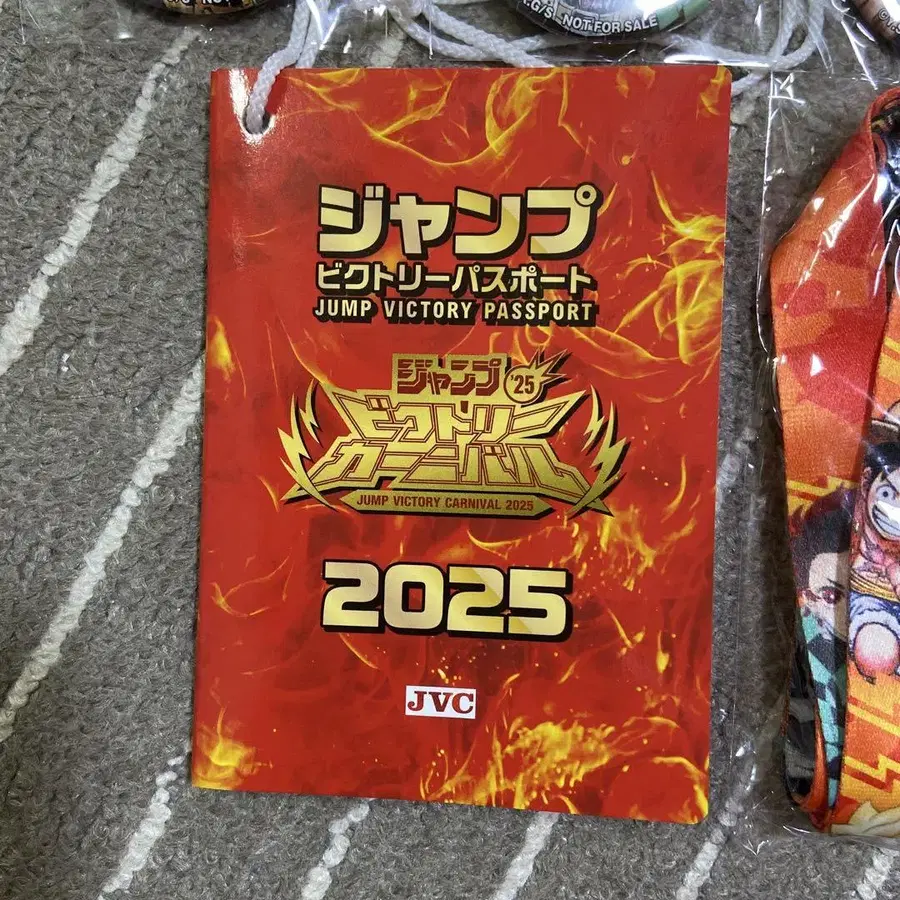 NOT FOR SALE
ジャンプ
ビクトリーパスポート
JUMP VICTORY PASSPORT
ジャンプ '25
ビクトリー
カーニバル
JUMP VICTORY CARNIVAL 2025
2025
JVC